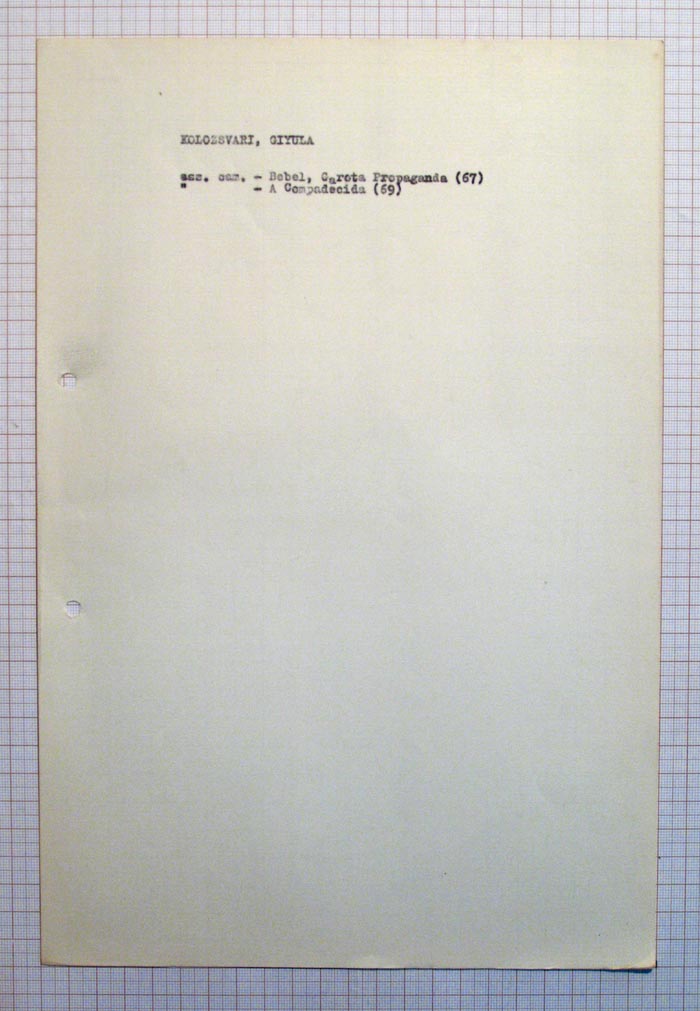 KOLOZSVARI, GIYULA
ass. cam. - Bebel, Garota Propaganda (67)
" - A Compadecida (69)